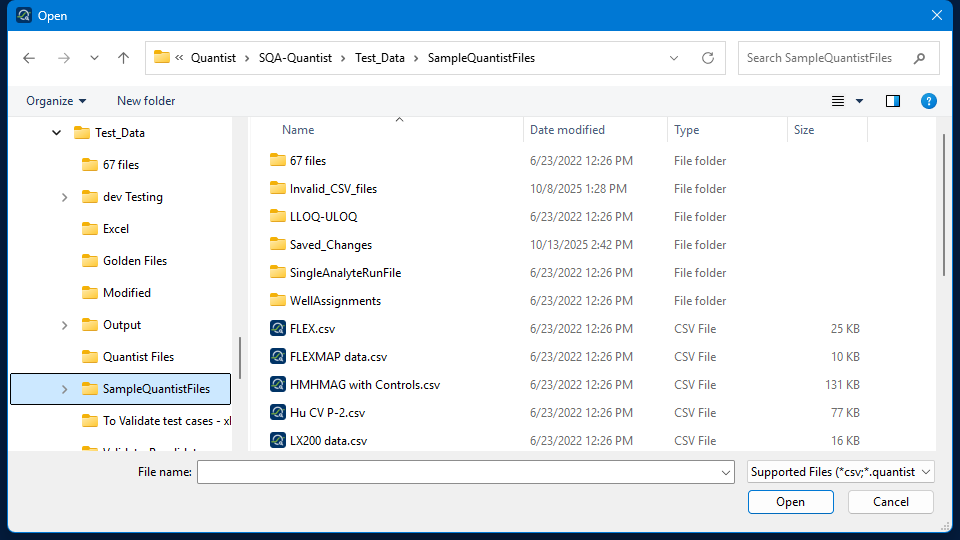 Open
« Quantist > SQA-Quantist > Test_Data > SampleQuantistFiles
Search SampleQuantistFiles
Organize
New folder
Test_Data
67 files
dev Testing
Excel
Golden Files
Modified
Output
Quantist Files
SampleQuantistFiles
To Validate test cases - xl
Name Date modified Type Size
67 files 6/23/2022 12:26 PM File folder
Invalid_CSV_files 10/8/2025 1:28 PM File folder
LLOQ-ULOQ 6/23/2022 12:26 PM File folder
Saved_Changes 10/13/2025 2:42 PM File folder
SingleAnalyteRunFile 6/23/2022 12:26 PM File folder
WellAssignments 6/23/2022 12:26 PM File folder
FLEX.csv 6/23/2022 12:26 PM CSV File 25 KB
FLEXMAP data.csv 6/23/2022 12:26 PM CSV File 10 KB
HMHMAG with Controls.csv 6/23/2022 12:26 PM CSV File 131 KB
Hu CV P-2.csv 6/23/2022 12:26 PM CSV File 77 KB
LX200 data.csv 6/23/2022 12:26 PM CSV File 16 KB
File name:
Supported Files (*csv;*.quantist
Open
Cancel